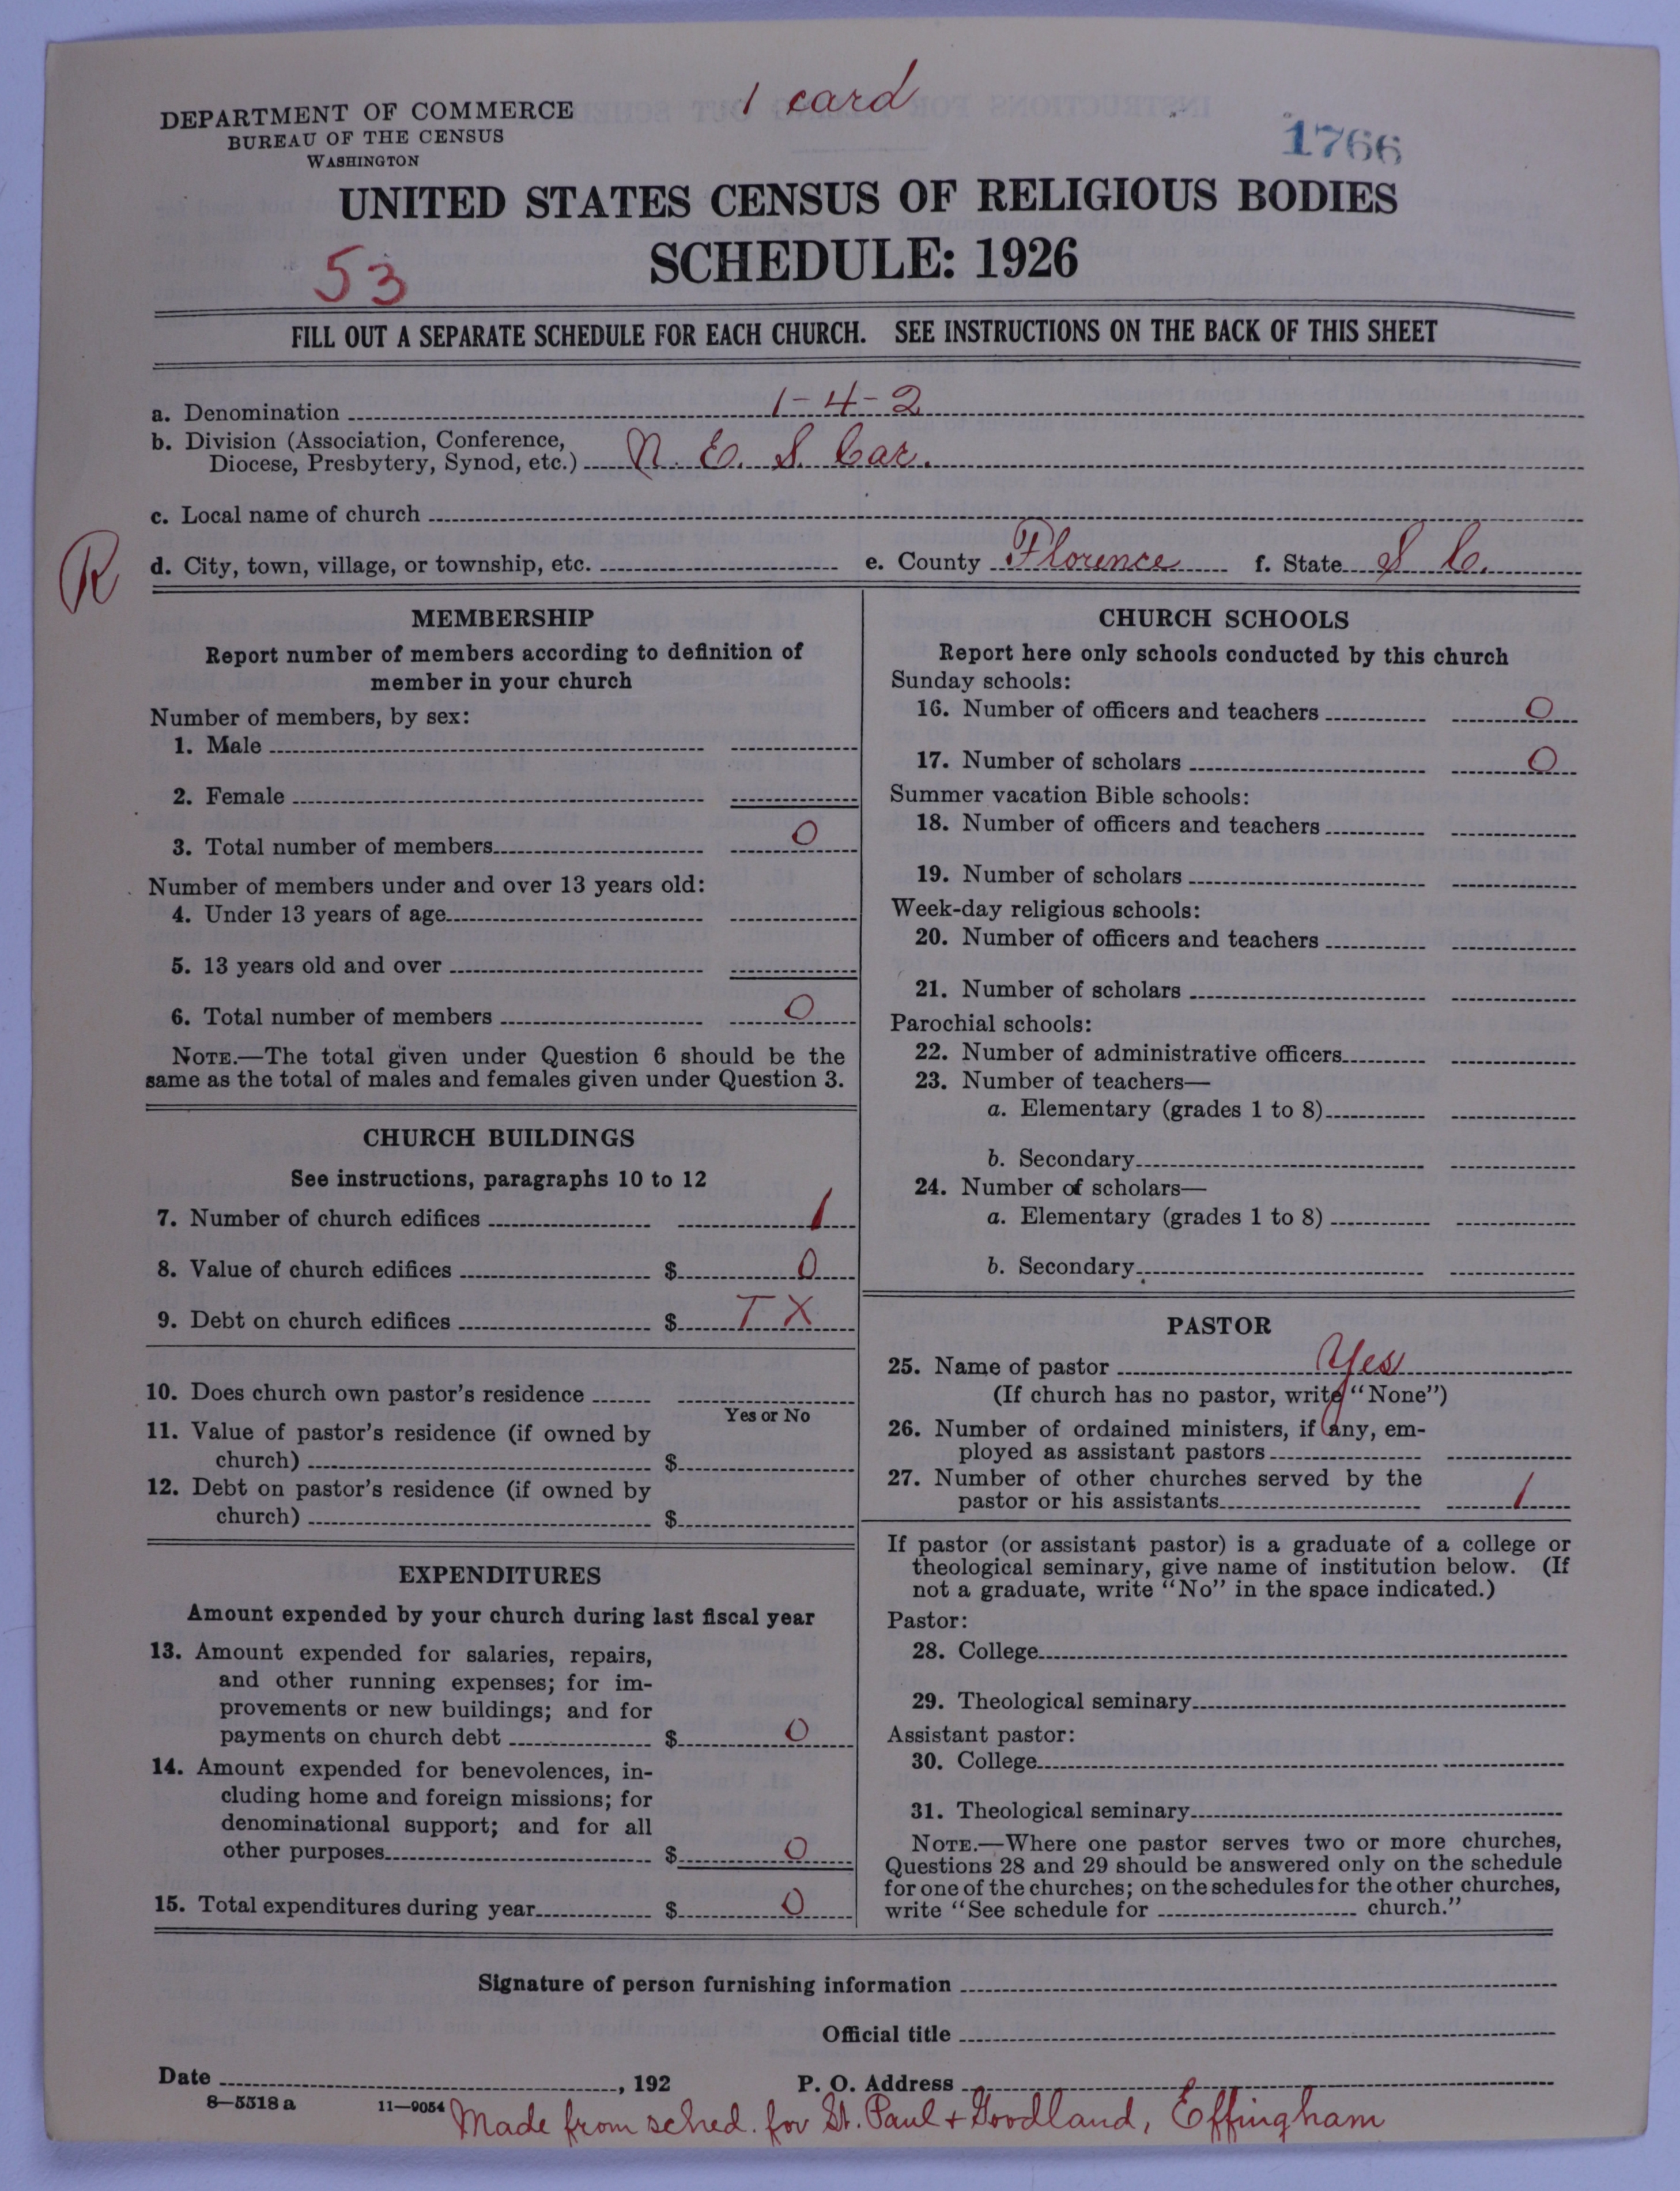 1 card
DEPARTMENT OF COMMERCE
BUREAU OF THE CENSUS
WASHINGTON
1766
UNITED STATES CENSUS OF RELIGIOUS BODIES
SCHEDULE: 1926
53
FILL OUT A SEPARATE SCHEDULE FOR EACH CHURCH. SEE INSTRUCTIONS ON THE BACK OF THIS SHEET
a. Denomination 1-4-2
b. Division (Association, Conference,
Diocese, Presbytery, Synod, etc.) N. E. S. Car.
c. Local name of church
R
d. City, town, village, or township, etc. e. County Florence f. State S C.
MEMBERSHIP
Report number of members according to definition of
member in your church
Number of members, by sex:
1. Male
2. Female
3. Total number of members 0
Number of members under and over 13 years old:
4. Under 13 years of age
5. 13 years old and over
6. Total number of members 0
NOTE.—The total given under Question 6 should be the
same as the total of males and females given under Question 3.
CHURCH BUILDINGS
See instructions, paragraphs 10 to 12
7. Number of church edifices 1
8. Value of church edifices $ 0
9. Debt on church edifices $ T X
10. Does church own pastor's residence
Yes or No
11. Value of pastor's residence (if owned by
church) $
12. Debt on pastor's residence (if owned by
church) $
EXPENDITURES
Amount expended by your church during last fiscal year
13. Amount expended for salaries, repairs,
and other running expenses; for im-
provements or new buildings; and for
payments on church debt $ 0
14. Amount expended for benevolences, in-
cluding home and foreign missions; for
denominational support; and for all
other purposes $ 0
15. Total expenditures during year $ 0
CHURCH SCHOOLS
Report here only schools conducted by this church
Sunday schools:
16. Number of officers and teachers 0
17. Number of scholars 0
Summer vacation Bible schools:
18. Number of officers and teachers
19. Number of scholars
Week-day religious schools:
20. Number of officers and teachers
21. Number of scholars
Parochial schools:
22. Number of administrative officers
23. Number of teachers—
a. Elementary (grades 1 to 8)
b. Secondary
24. Number of scholars—
a. Elementary (grades 1 to 8)
b. Secondary
PASTOR
25. Name of pastor Yes
(If church has no pastor, write "None")
26. Number of ordained ministers, if any, em-
ployed as assistant pastors
27. Number of other churches served by the
pastor or his assistants 1
If pastor (or assistant pastor) is a graduate of a college or
theological seminary, give name of institution below. (If
not a graduate, write "No" in the space indicated.)
Pastor:
28. College
29. Theological seminary
Assistant pastor:
30. College
31. Theological seminary
NOTE.—Where one pastor serves two or more churches,
Questions 28 and 29 should be answered only on the schedule
for one of the churches; on the schedules for the other churches,
write "See schedule for church."
Signature of person furnishing information
Official title
Date , 192 P. O. Address
8—5518 a 11—9054
Made from sched. for St. Paul + Goodland, Effingham